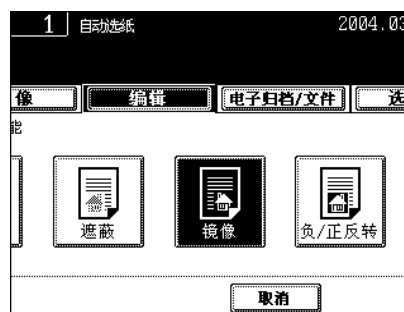 1 自动选纸 2004.03
像 编辑 电子归档/文件 选
能
遮蔽 镜像 负/正反转
取消